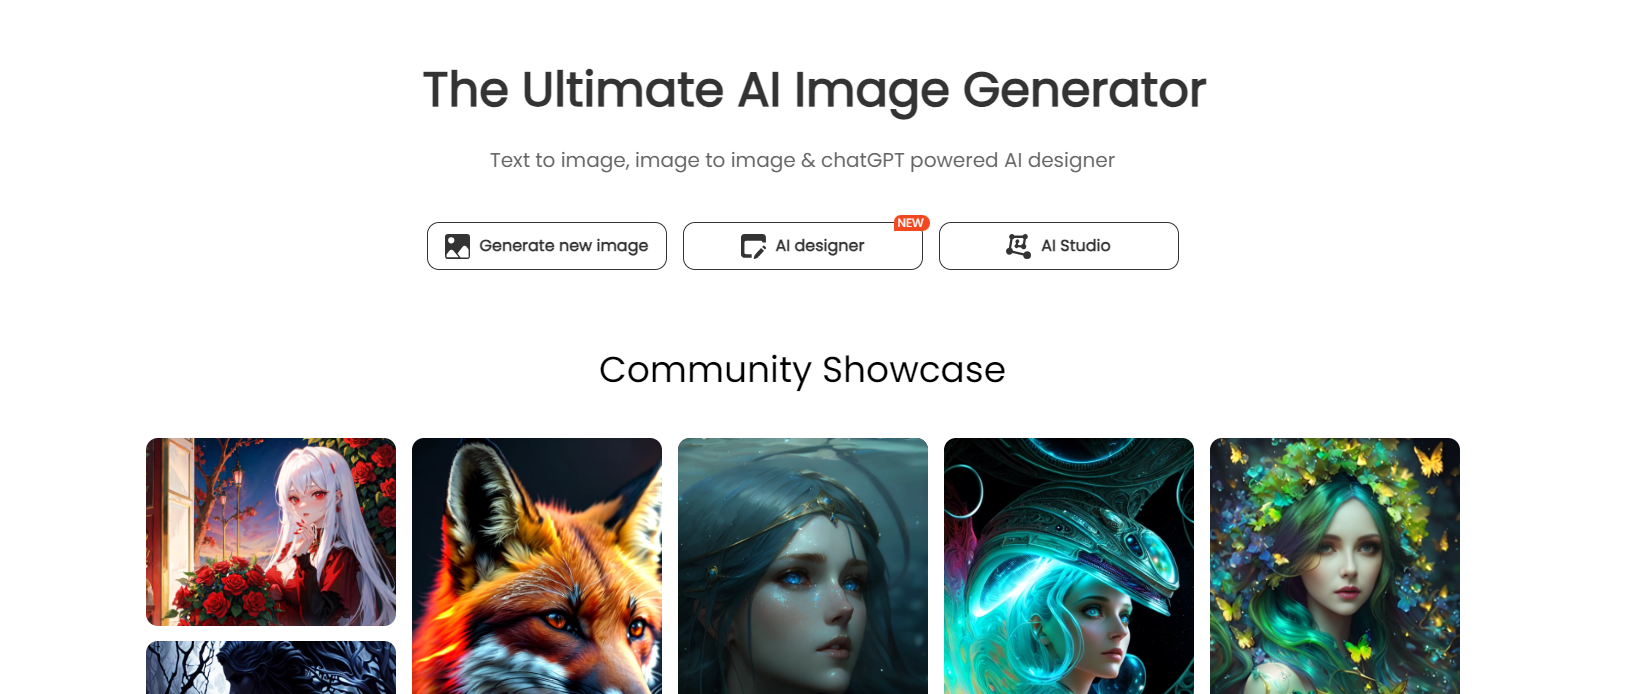 The Ultimate AI Image Generator
Text to image, image to image & chatGPT powered AI designer
Generate new image
AI designer
NEW
AI Studio
Community Showcase